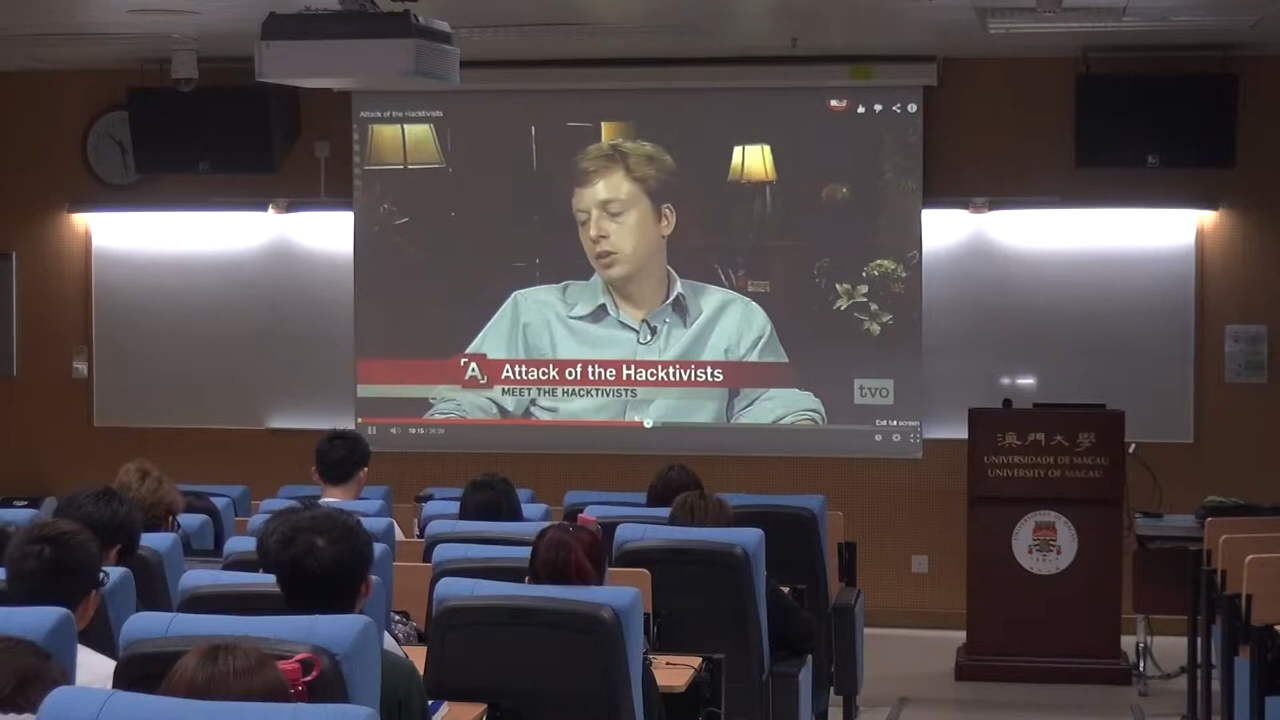 Attack of the Hacktivists
A
Attack of the Hacktivists
MEET THE HACKTIVISTS
tvo
Exit full screen
澳門大學
UNIVERSIDADE DE MACAU
UNIVERSITY OF MACAU